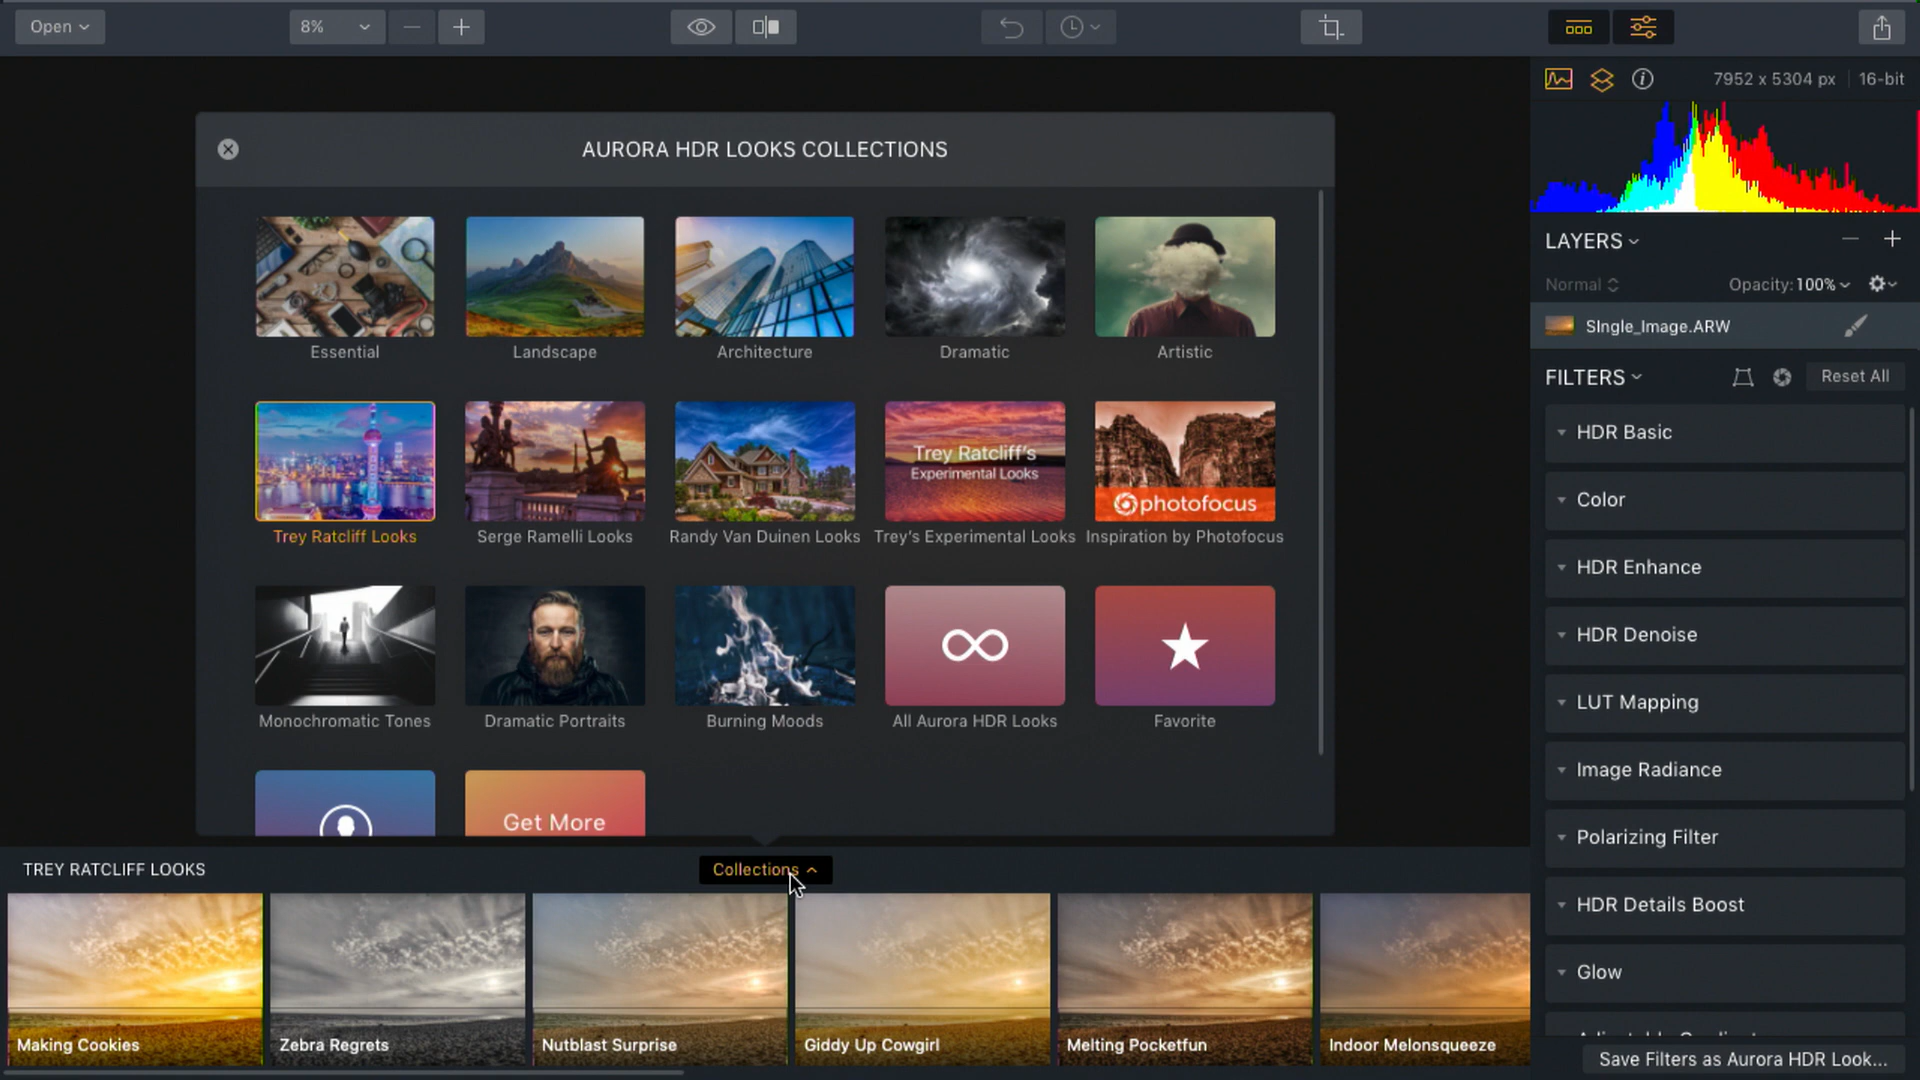 Open
8%
7952 x 5304 px
16-bit
AURORA HDR LOOKS COLLECTIONS
Essential
Landscape
Architecture
Dramatic
Artistic
Trey Ratcliff's
Experimental Looks
photofocus
Trey Ratcliff Looks
Serge Ramelli Looks
Randy Van Duinen Looks
Trey's Experimental Looks
Inspiration by Photofocus
Monochromatic Tones
Dramatic Portraits
Burning Moods
All Aurora HDR Looks
Favorite
Get More
LAYERS
Normal
Opacity: 100%
SIngle_Image.ARW
FILTERS
Reset All
HDR Basic
Color
HDR Enhance
HDR Denoise
LUT Mapping
Image Radiance
Polarizing Filter
HDR Details Boost
Glow
Save Filters as Aurora HDR Look...
TREY RATCLIFF LOOKS
Collections
Making Cookies
Zebra Regrets
Nutblast Surprise
Giddy Up Cowgirl
Melting Pocketfun
Indoor Melonsqueeze